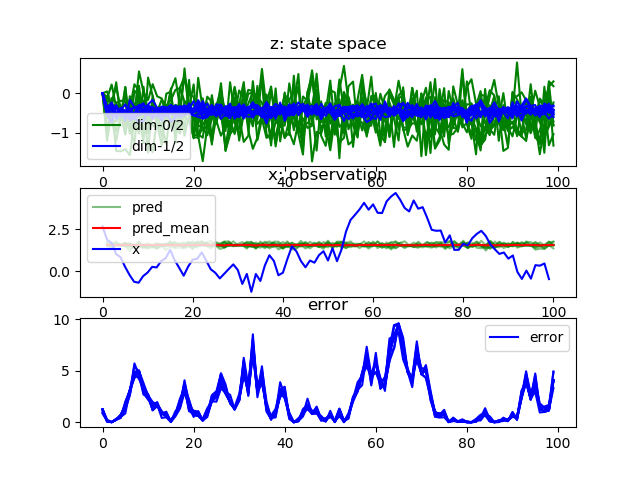 z: state space
0
−1
dim-0/2
dim-1/2
0 20 40 60 80 100
x: observation
2.5
0.0
pred
pred_mean
x
0 20 40 60 80 100
error
10
5
0
error
0 20 40 60 80 100